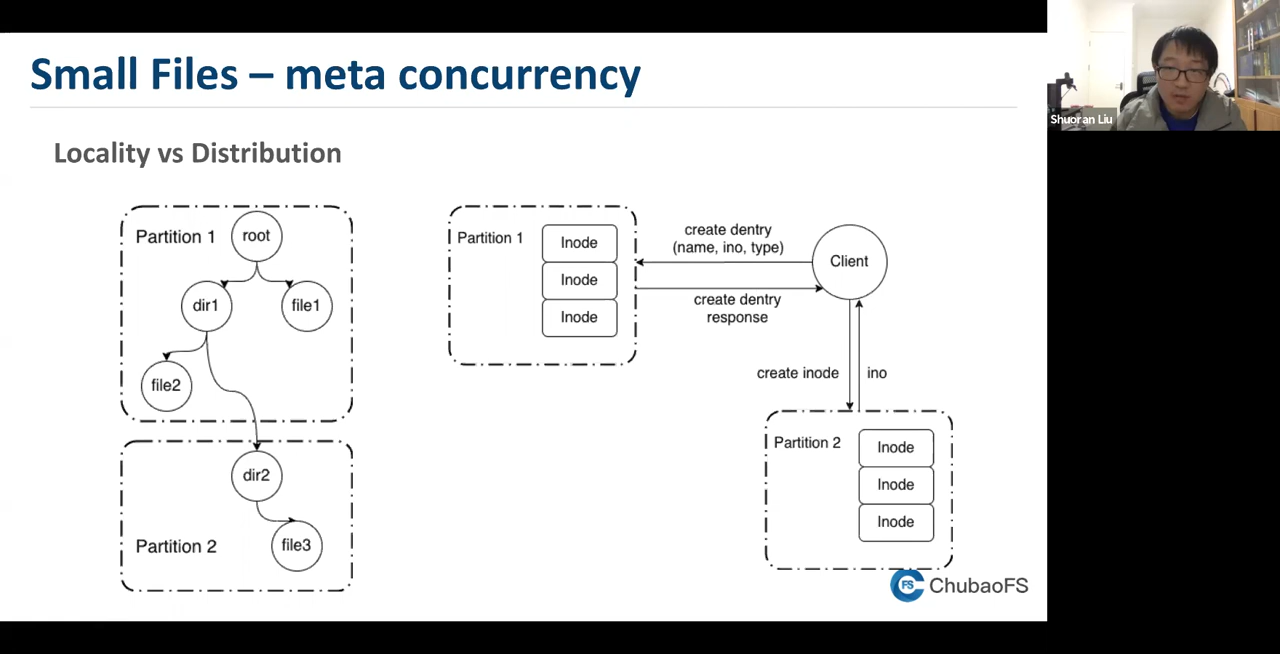 Small Files – meta concurrency
Locality vs Distribution
Partition 1
root
dir1
file1
file2
Partition 2
dir2
file3
Partition 1
Inode
Inode
Inode
create dentry
(name, ino, type)
create dentry
response
Client
create inode
ino
Partition 2
Inode
Inode
Inode
FS
ChubaoFS
Shuoran Liu